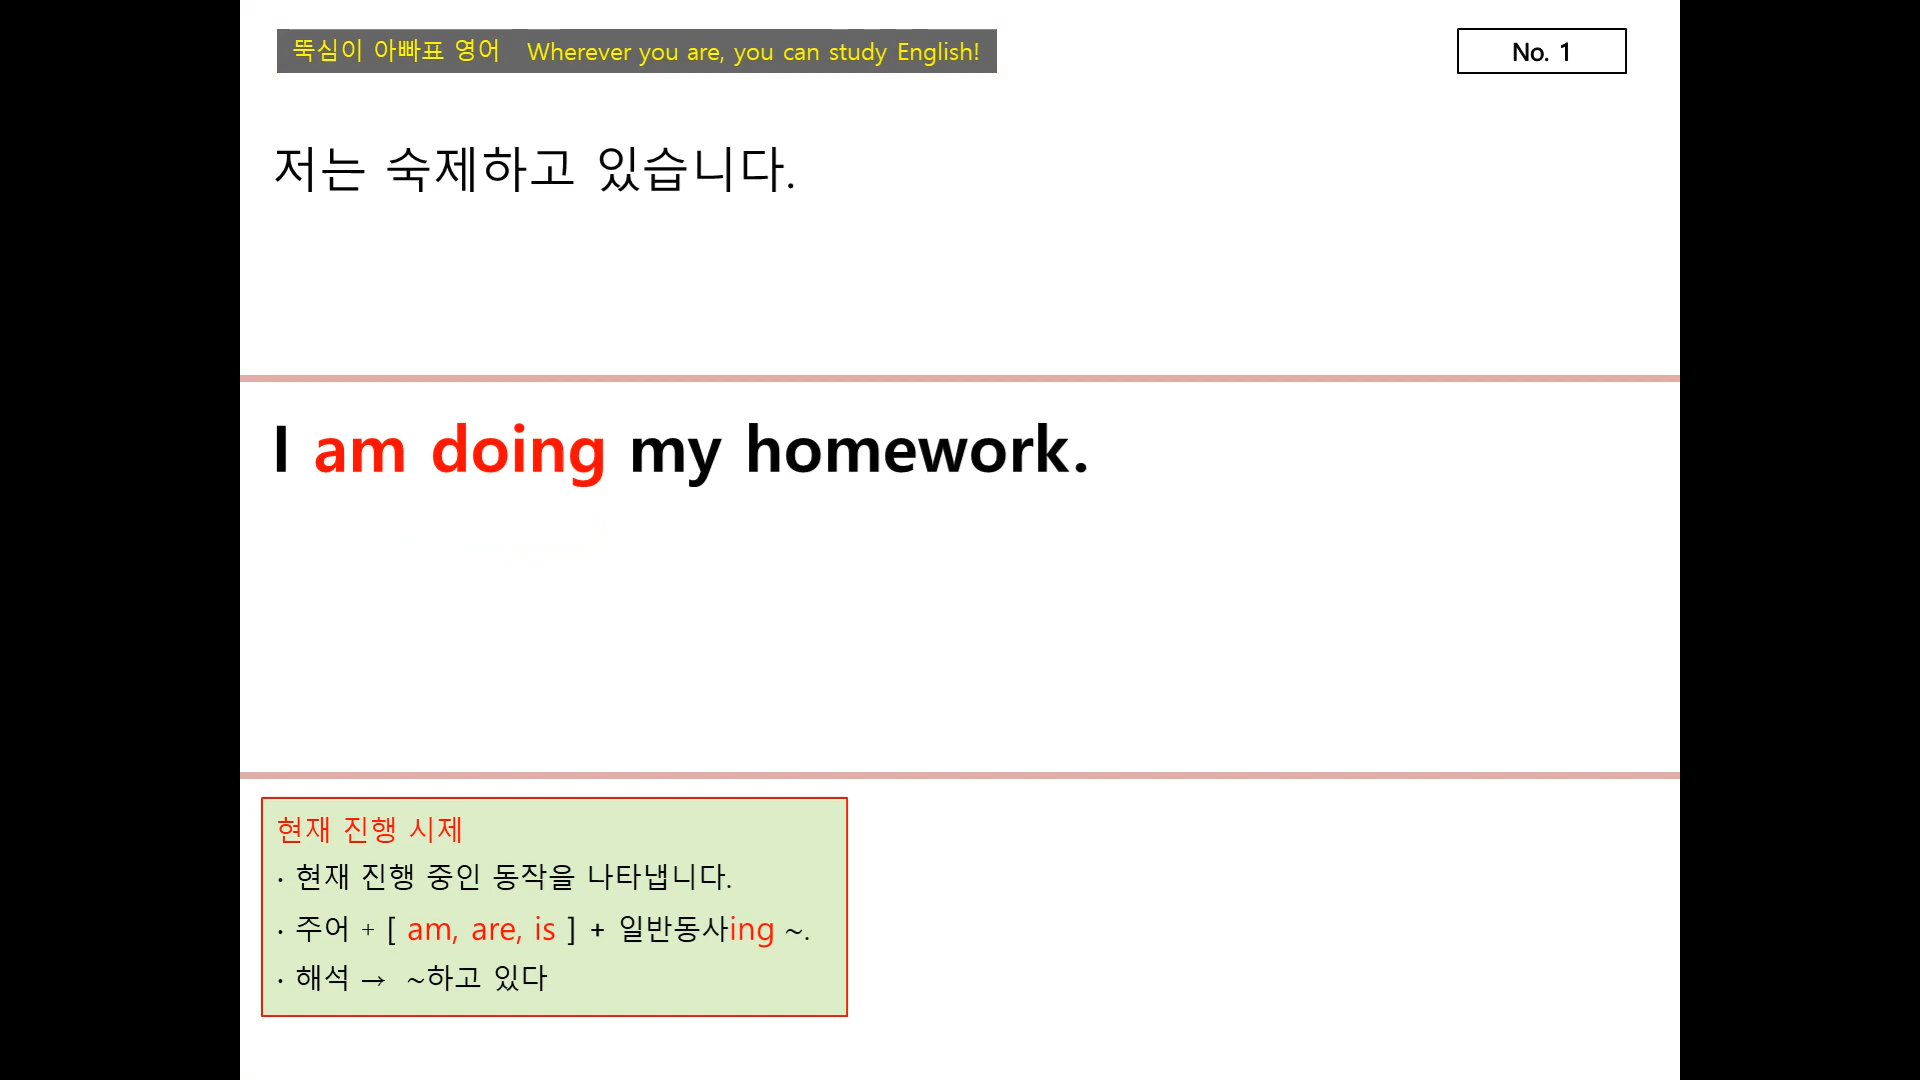 뚝심이 아빠표 영어 Wherever you are, you can study English!
No. 1
저는 숙제하고 있습니다.
I am doing my homework.
현재 진행 시제
· 현재 진행 중인 동작을 나타냅니다.
· 주어 + [ am, are, is ] + 일반동사ing ~.
· 해석 → ~하고 있다